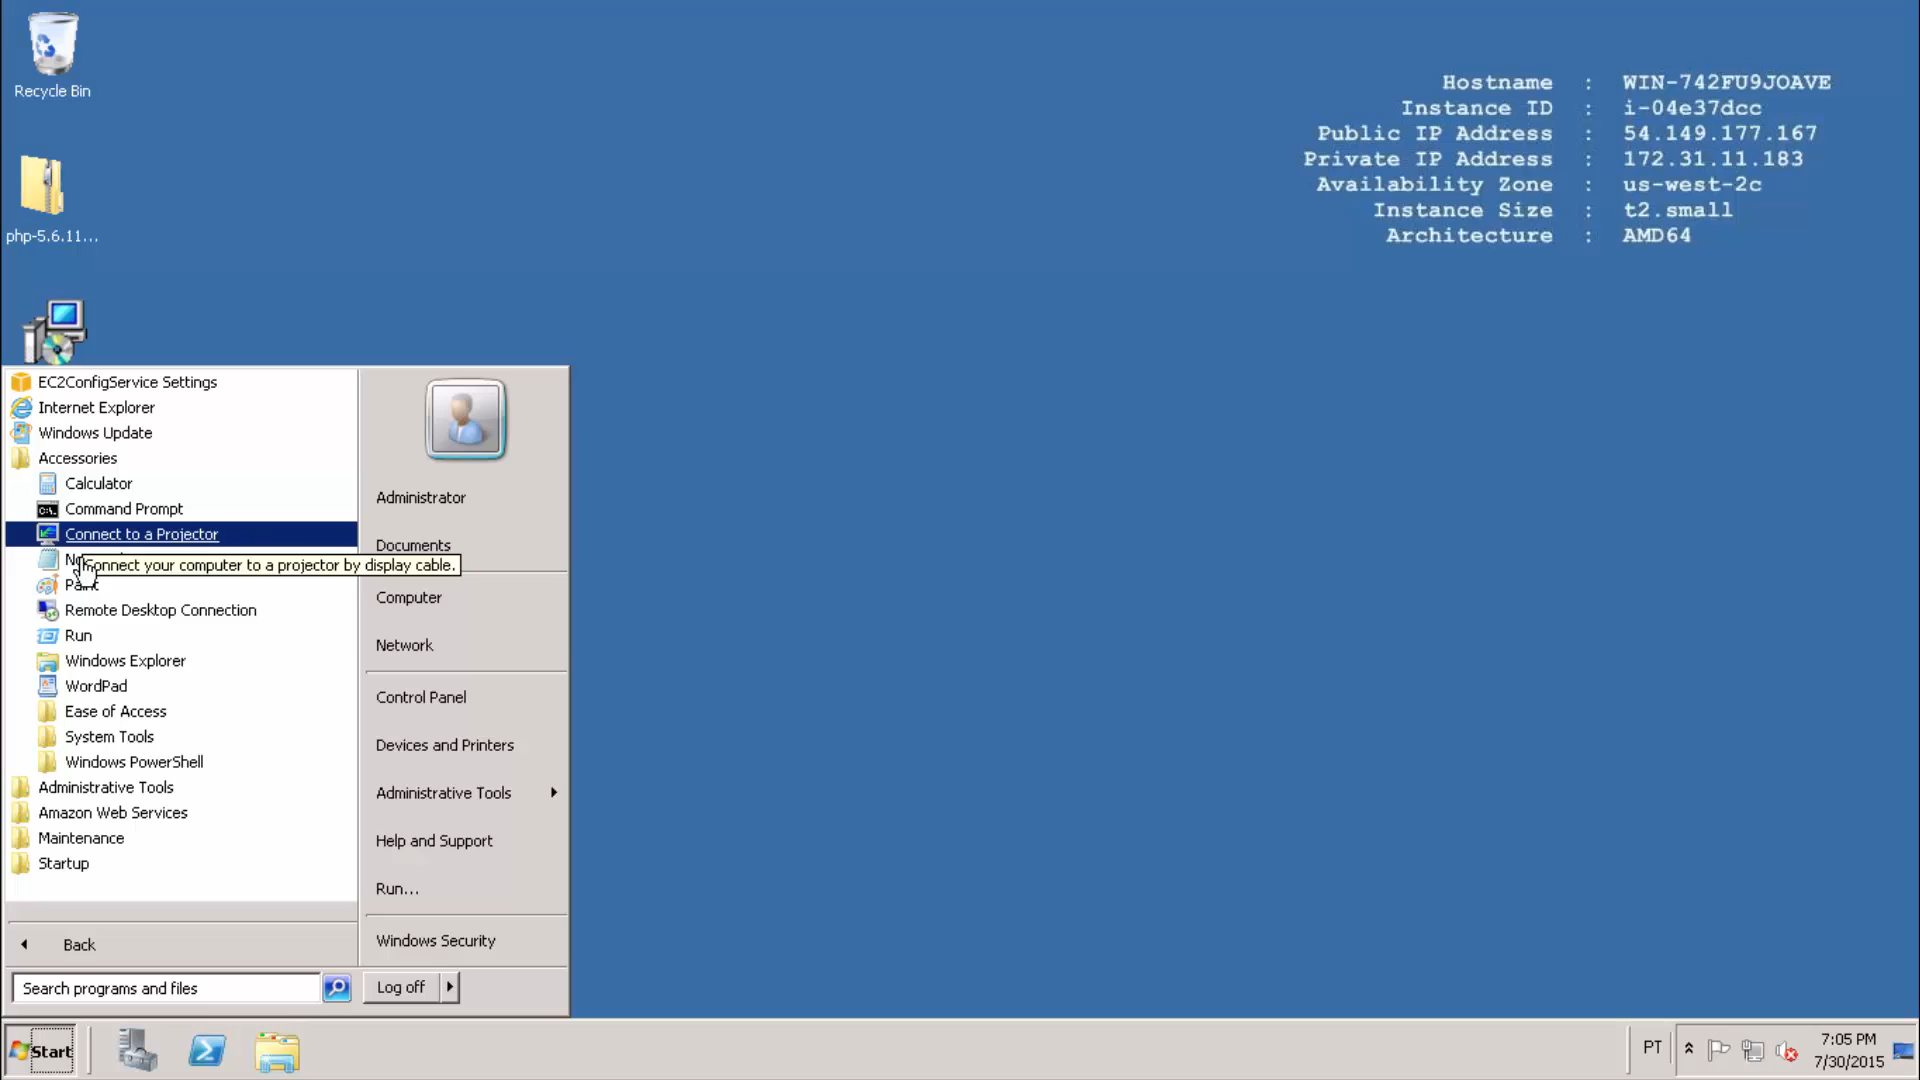 Recycle Bin
php-5.6.11...
Hostname : WIN-742FU9JOAVE
Instance ID : i-04e37dcc
Public IP Address : 54.149.177.167
Private IP Address : 172.31.11.183
Availability Zone : us-west-2c
Instance Size : t2.small
Architecture : AMD64
EC2ConfigService Settings
Internet Explorer
Windows Update
Accessories
Calculator
Command Prompt
Connect to a Projector
Connect your computer to a projector by display cable.
Paint
Remote Desktop Connection
Run
Windows Explorer
WordPad
Ease of Access
System Tools
Windows PowerShell
Administrative Tools
Amazon Web Services
Maintenance
Startup
Back
Search programs and files
Administrator
Documents
Computer
Network
Control Panel
Devices and Printers
Administrative Tools
Help and Support
Run...
Windows Security
Log off
Start
PT
7:05 PM
7/30/2015